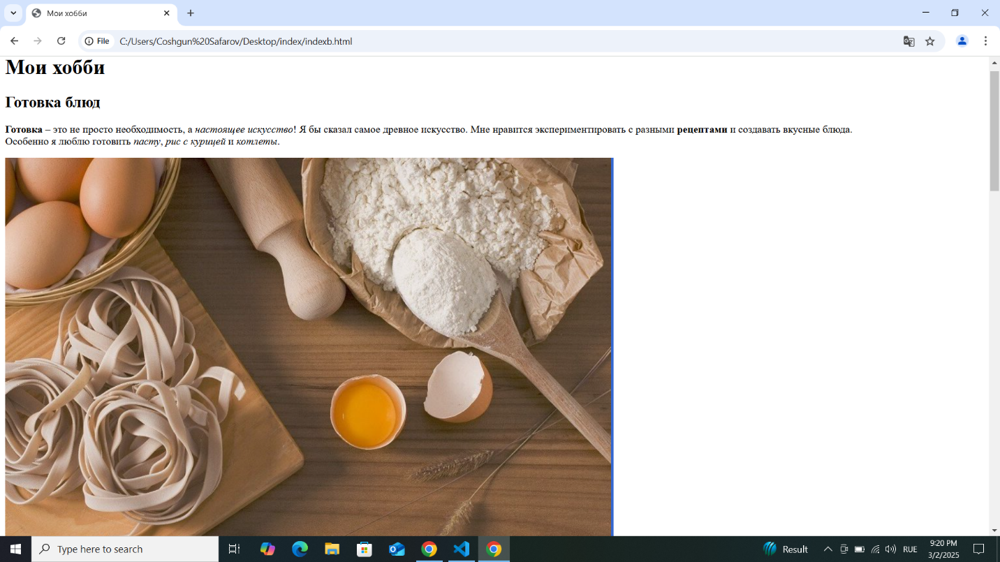 Мои хобби
File
C:/Users/Coshgun%20Safarov/Desktop/index/indexb.html
Мои хобби
Готовка блюд
Готовка – это не просто необходимость, а настоящее искусство! Я бы сказал самое древное искусство. Мне нравится экспериментировать с разными рецептами и создавать вкусные блюда.
Особенно я люблю готовить пасту, рис с курицей и котлеты.
Type here to search
Result
RUE
9:20 PM
3/2/2025